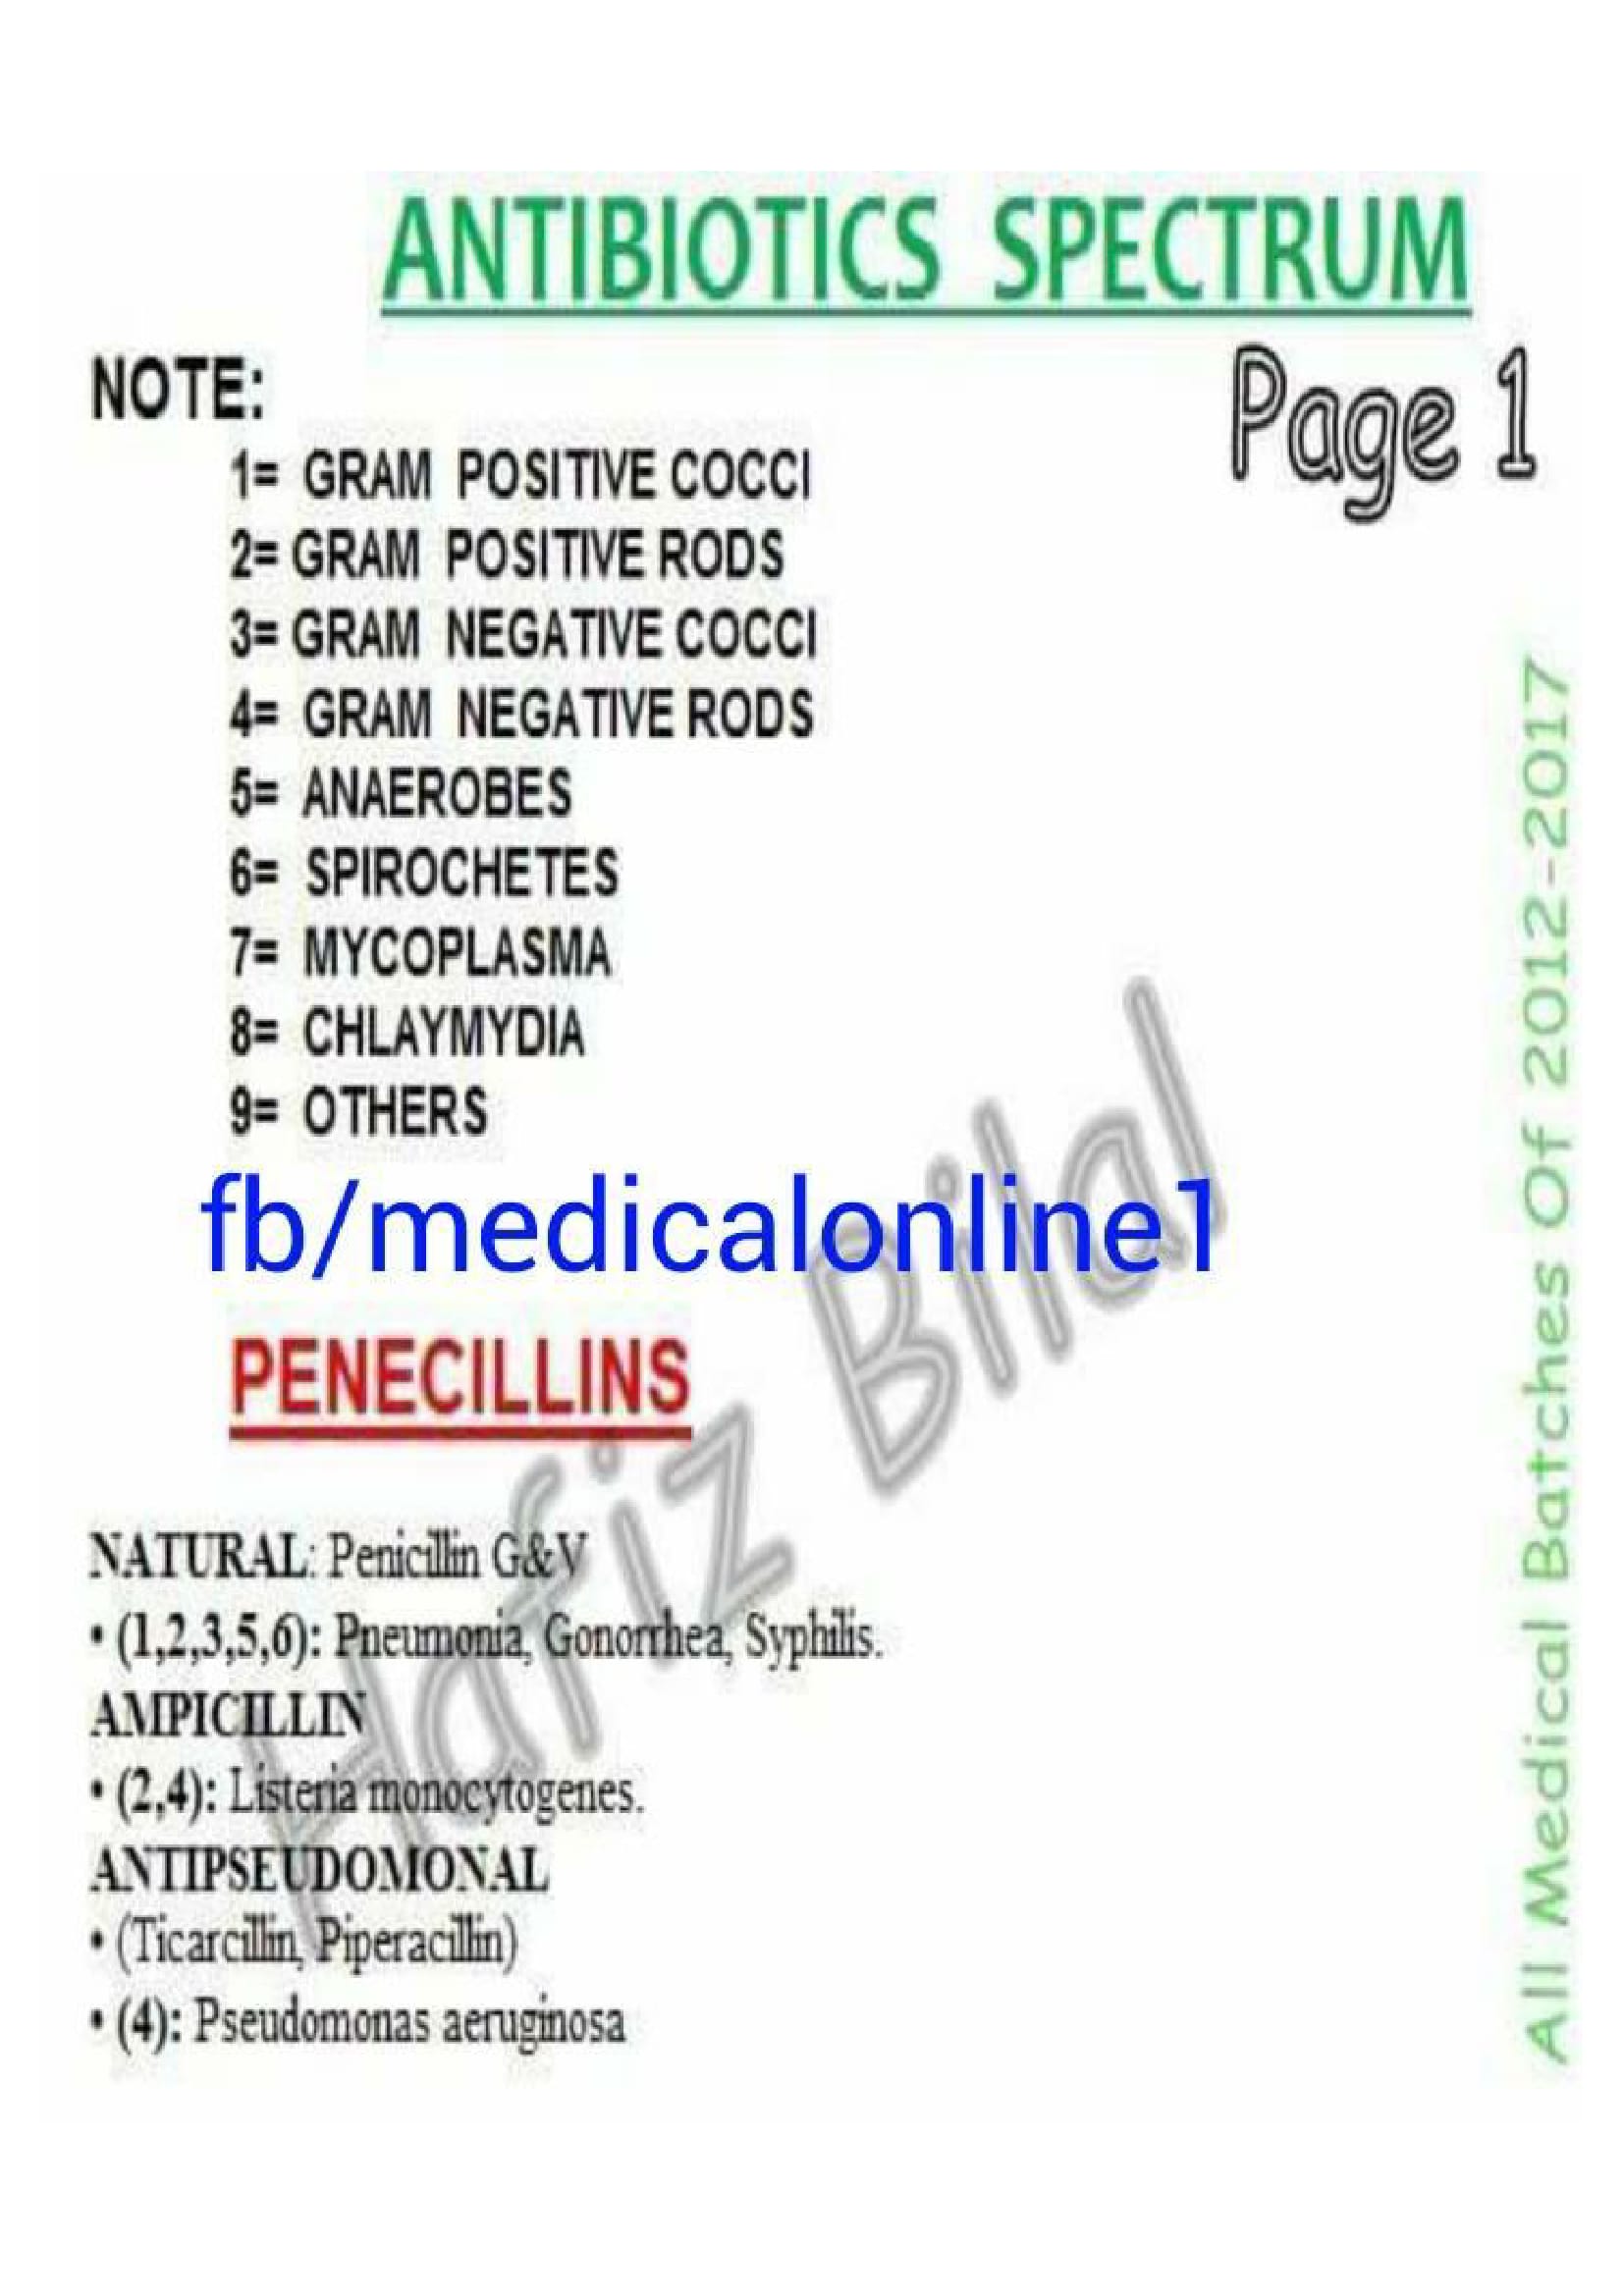 ANTIBIOTICS SPECTRUM
Page 1
NOTE:
1= GRAM POSITIVE COCCI
2= GRAM POSITIVE RODS
3= GRAM NEGATIVE COCCI
4= GRAM NEGATIVE RODS
5= ANAEROBES
6= SPIROCHETES
7= MYCOPLASMA
8= CHLAYMYDIA
9= OTHERS
fb/medicalonline1
PENECILLINS
NATURAL: Penicillin G&V
• (1,2,3,5,6): Pneumonia, Gonorrhea, Syphilis.
AMPICILLIN
• (2,4): Listeria monocytogenes.
ANTIPSEUDOMONAL
• (Ticarcillin, Piperacillin)
• (4): Pseudomonas aeruginosa
Hafiz Bilal
All Medical Batches Of 2012-2017